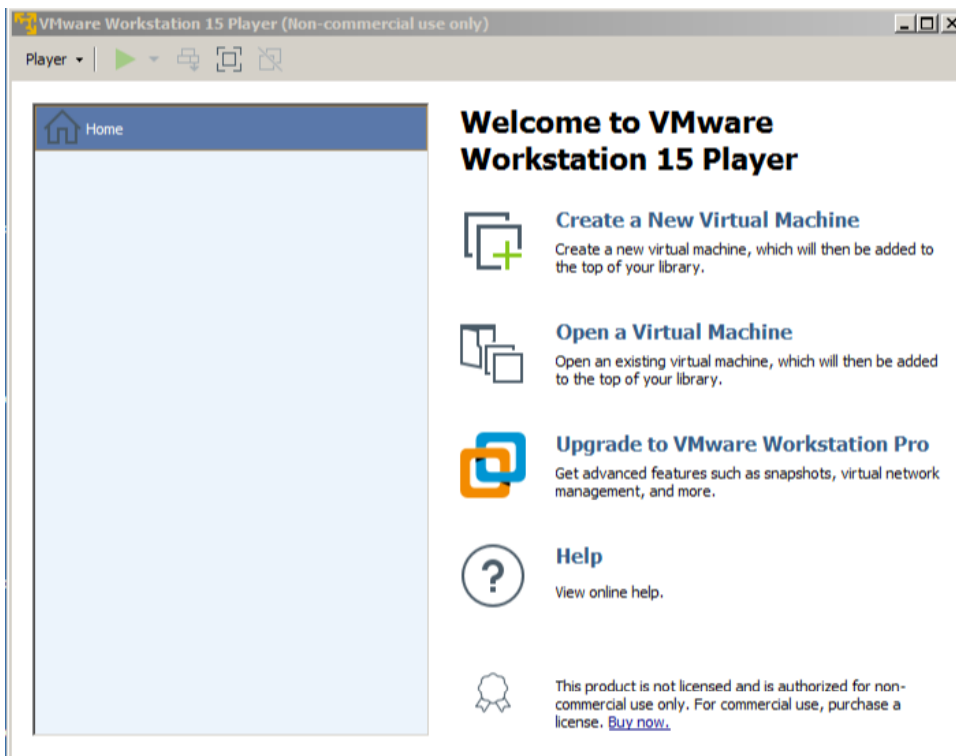 VMware Workstation 15 Player (Non-commercial use only)
Player
Home
Welcome to VMware
Workstation 15 Player
Create a New Virtual Machine
Create a new virtual machine, which will then be added to
the top of your library.
Open a Virtual Machine
Open an existing virtual machine, which will then be added
to the top of your library.
Upgrade to VMware Workstation Pro
Get advanced features such as snapshots, virtual network
management, and more.
Help
View online help.
This product is not licensed and is authorized for non-
commercial use only. For commercial use, purchase a
license. Buy now.